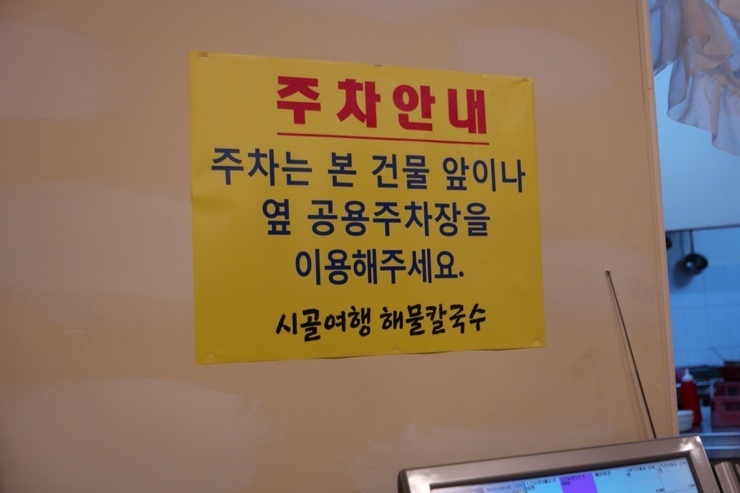 주차안내
주차는 본 건물 앞이나
옆 공용주차장을
이용해주세요.
시골여행 해물칼국수